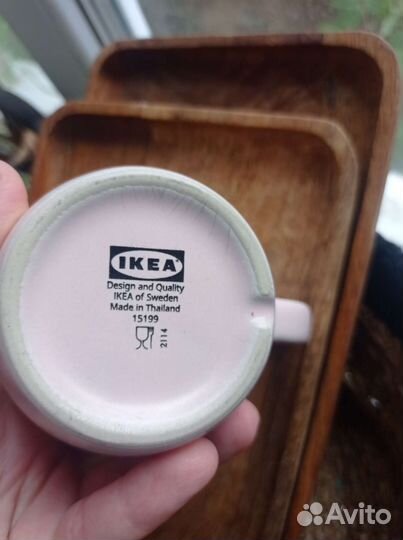 IKEA
Design and Quality
IKEA of Sweden
Made in Thailand
15199
2114
Avito